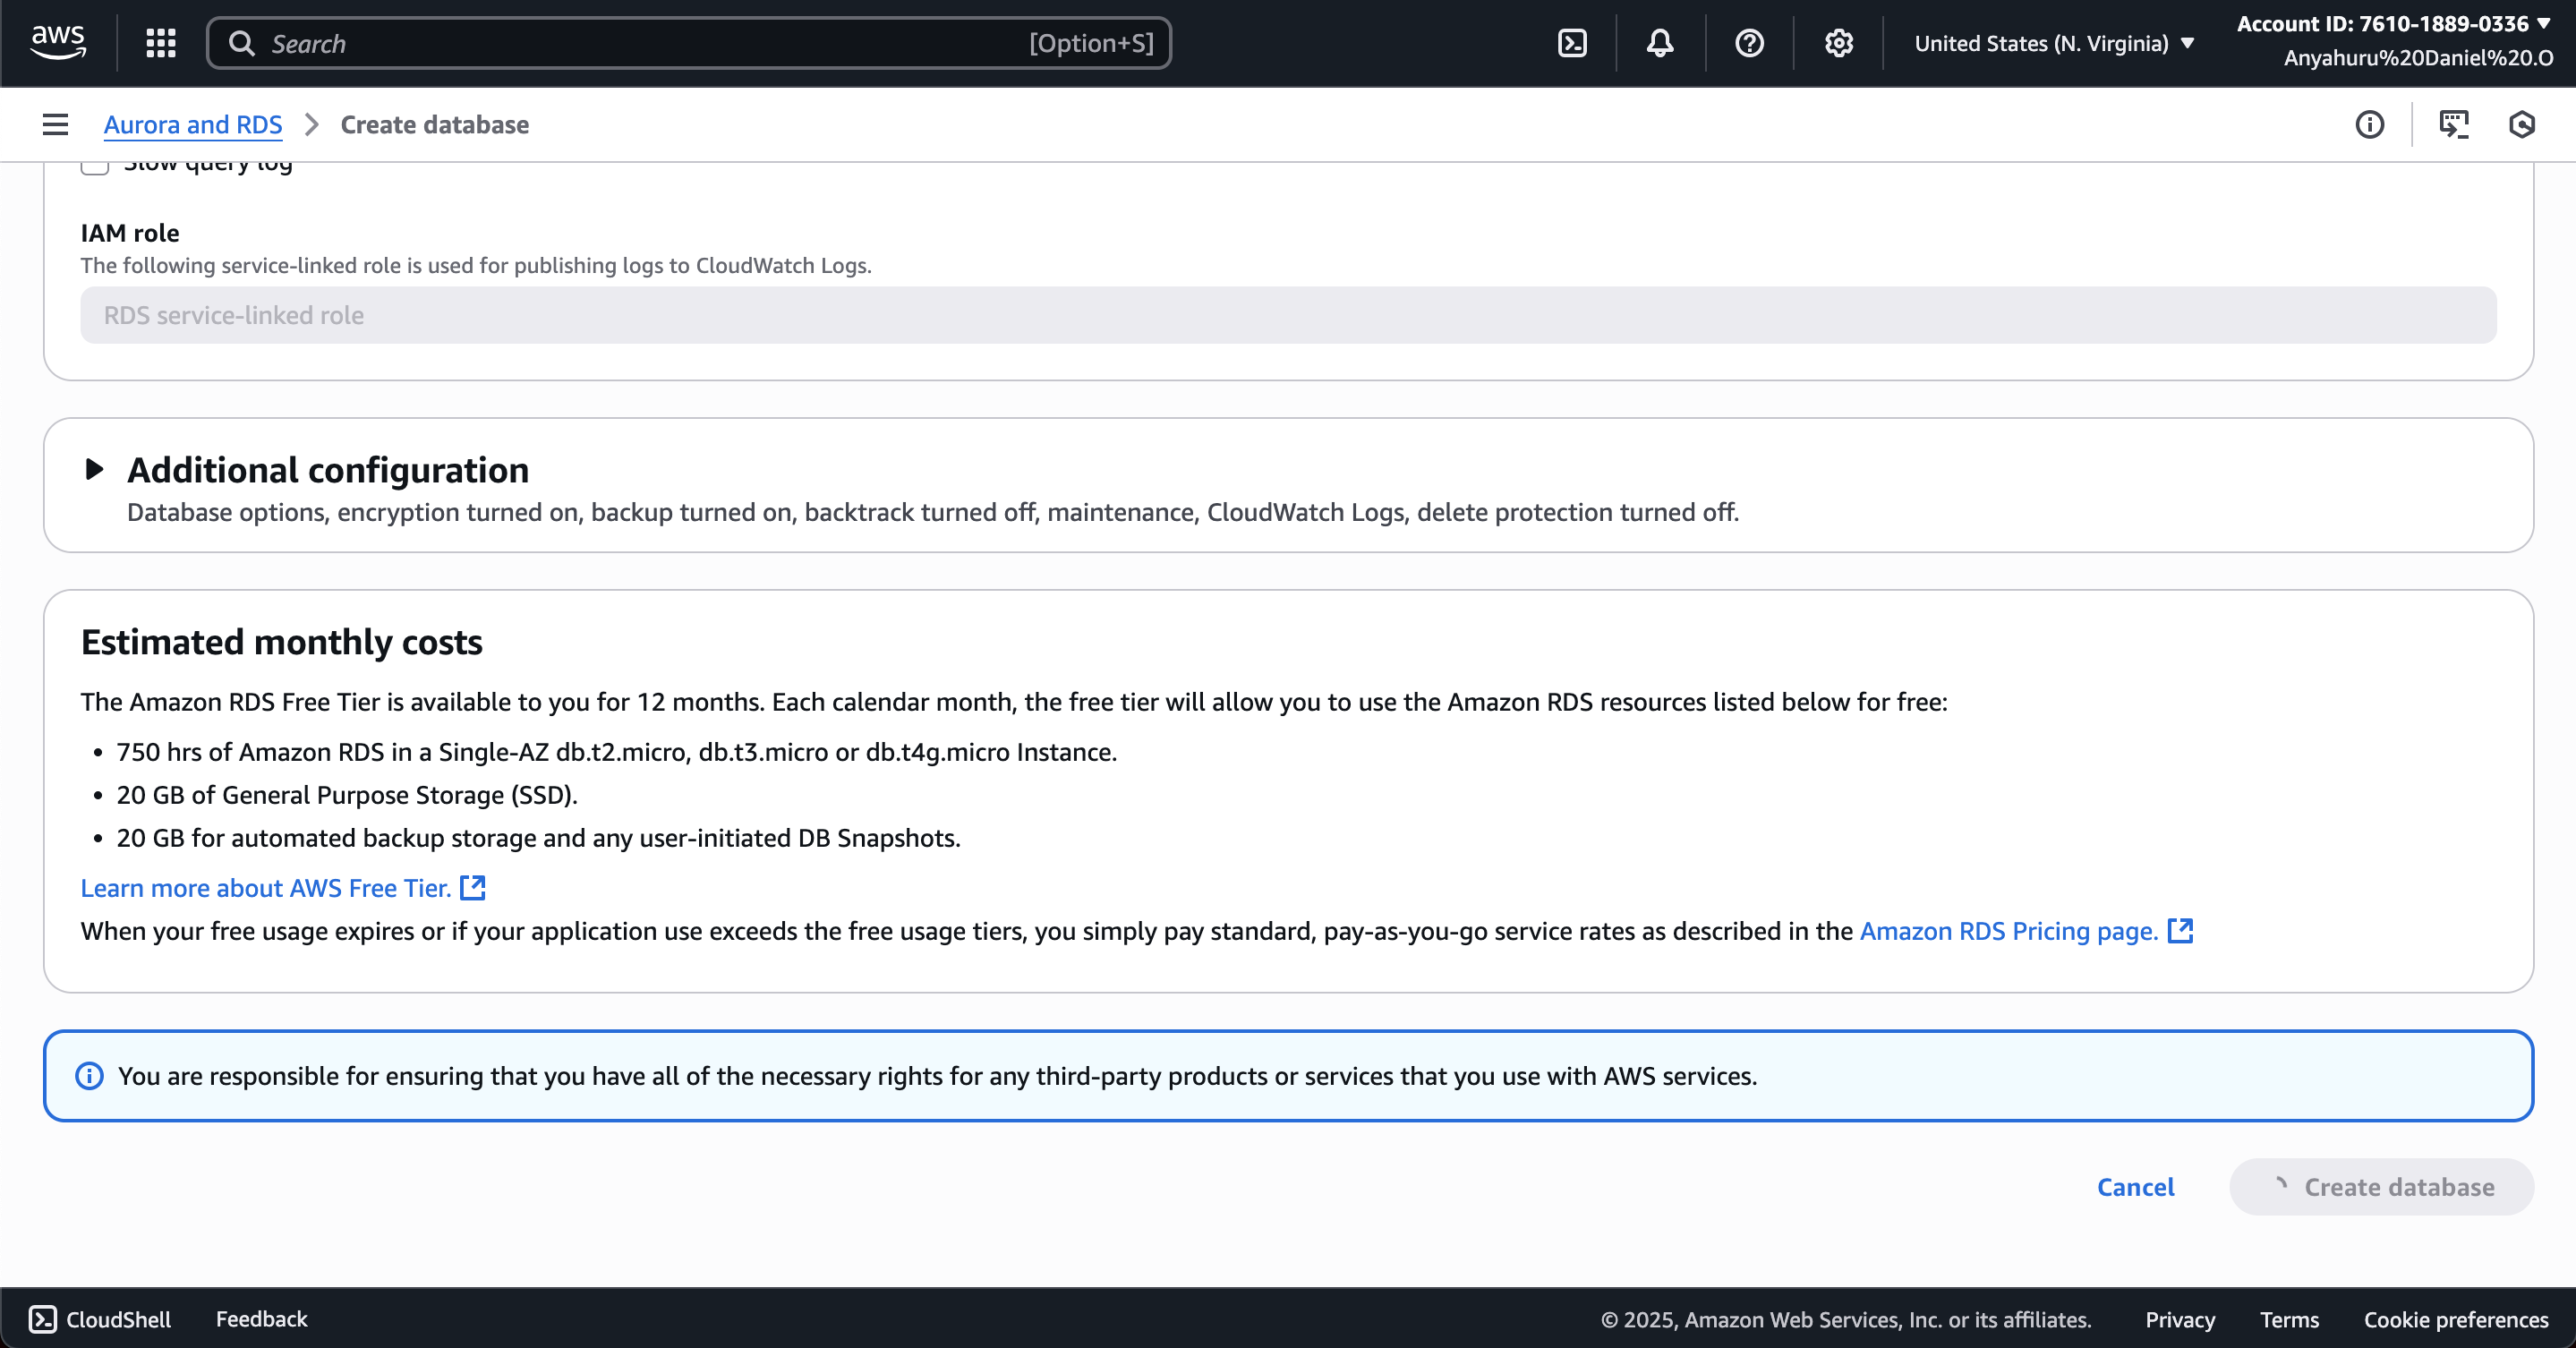 aws
Search
[Option+S]
United States (N. Virginia)
Account ID: 7610-1889-0336
Anyahuru%20Daniel%20.O
Aurora and RDS
Create database
Slow query log
IAM role
The following service-linked role is used for publishing logs to CloudWatch Logs.
RDS service-linked role
Additional configuration
Database options, encryption turned on, backup turned on, backtrack turned off, maintenance, CloudWatch Logs, delete protection turned off.
Estimated monthly costs
The Amazon RDS Free Tier is available to you for 12 months. Each calendar month, the free tier will allow you to use the Amazon RDS resources listed below for free:
• 750 hrs of Amazon RDS in a Single-AZ db.t2.micro, db.t3.micro or db.t4g.micro Instance.
• 20 GB of General Purpose Storage (SSD).
• 20 GB for automated backup storage and any user-initiated DB Snapshots.
Learn more about AWS Free Tier.
When your free usage expires or if your application use exceeds the free usage tiers, you simply pay standard, pay-as-you-go service rates as described in the Amazon RDS Pricing page.
You are responsible for ensuring that you have all of the necessary rights for any third-party products or services that you use with AWS services.
Cancel
Create database
CloudShell
Feedback
© 2025, Amazon Web Services, Inc. or its affiliates.
Privacy
Terms
Cookie preferences